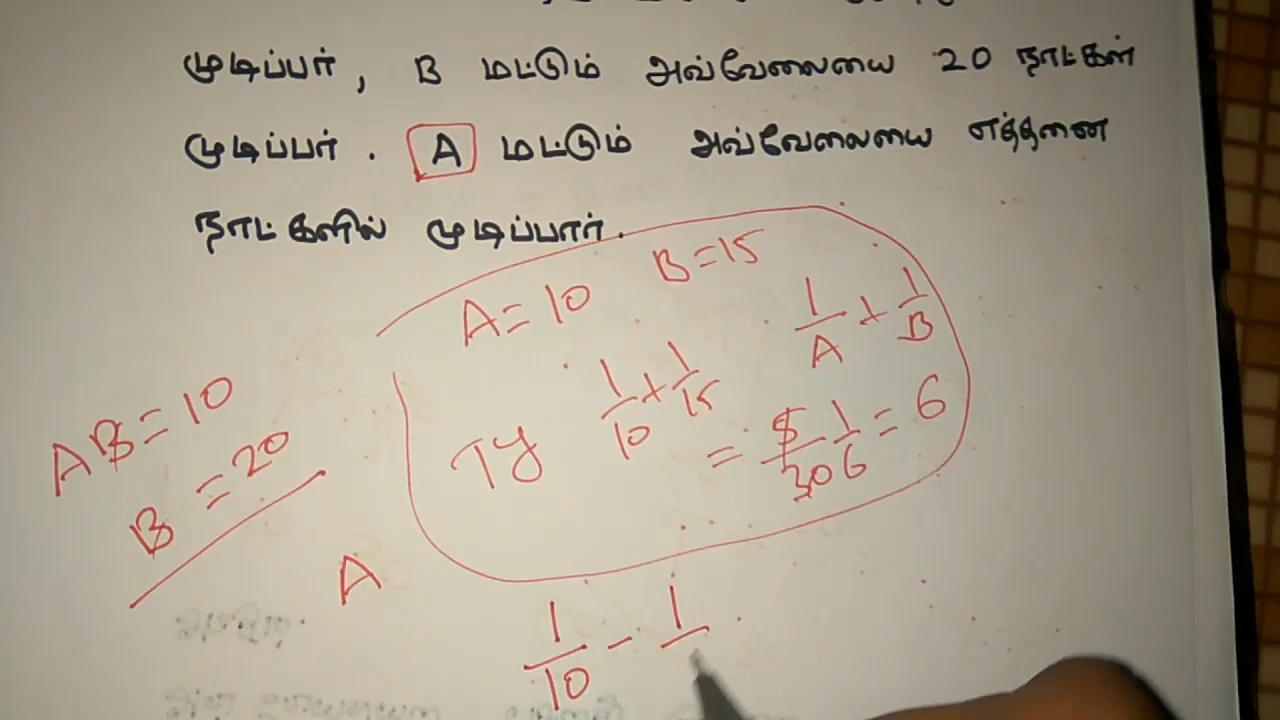 முடிப்பர், B மட்டும் அவ்வேலையை 20 நாட்கள்
முடிப்பர். A மட்டும் அவ்வேலையை எத்தனை
நாட்களில் முடிப்பார்.
A=10 B=15
1/A + 1/B
TY 1/10 + 1/15
= 5/30 1/6 = 6
AB=10
B=20
A
1/10 - 1/